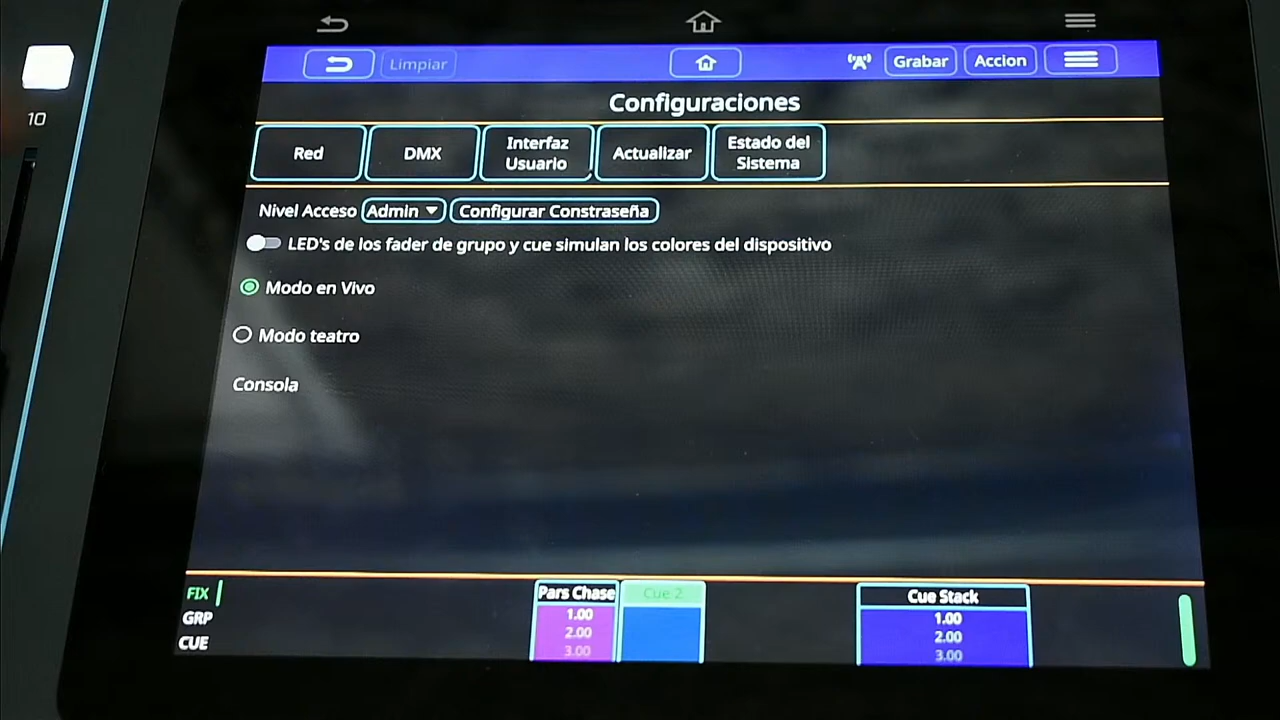 10
Limpiar
Grabar
Accion
Configuraciones
Red
DMX
Interfaz
Usuario
Actualizar
Estado del
Sistema
Nivel Acceso Admin Configurar Constraseña
LED's de los fader de grupo y cue simulan los colores del dispositivo
Modo en Vivo
Modo teatro
Consola
FIX
GRP
CUE
Pars Chase
1.00
2.00
3.00
Cue 2
Cue Stack
1.00
2.00
3.00